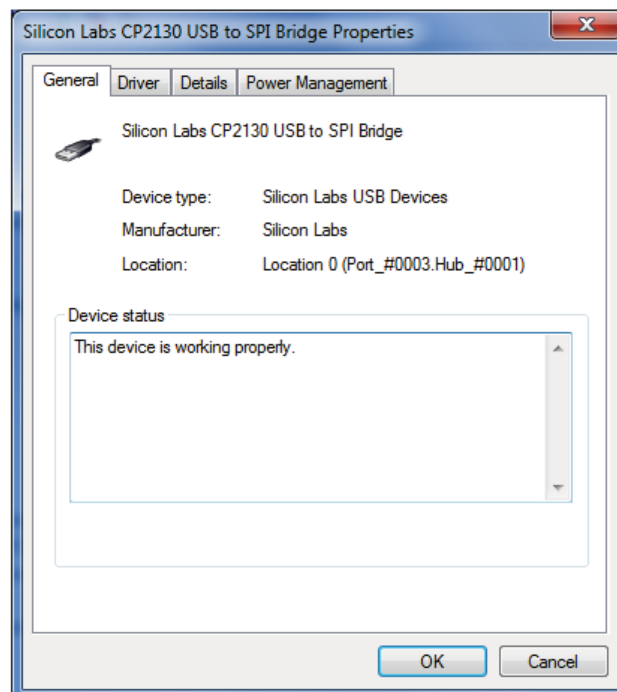 Silicon Labs CP2130 USB to SPI Bridge Properties
General Driver Details Power Management
Silicon Labs CP2130 USB to SPI Bridge
Device type: Silicon Labs USB Devices
Manufacturer: Silicon Labs
Location: Location 0 (Port_#0003.Hub_#0001)
Device status
This device is working properly.
OK Cancel